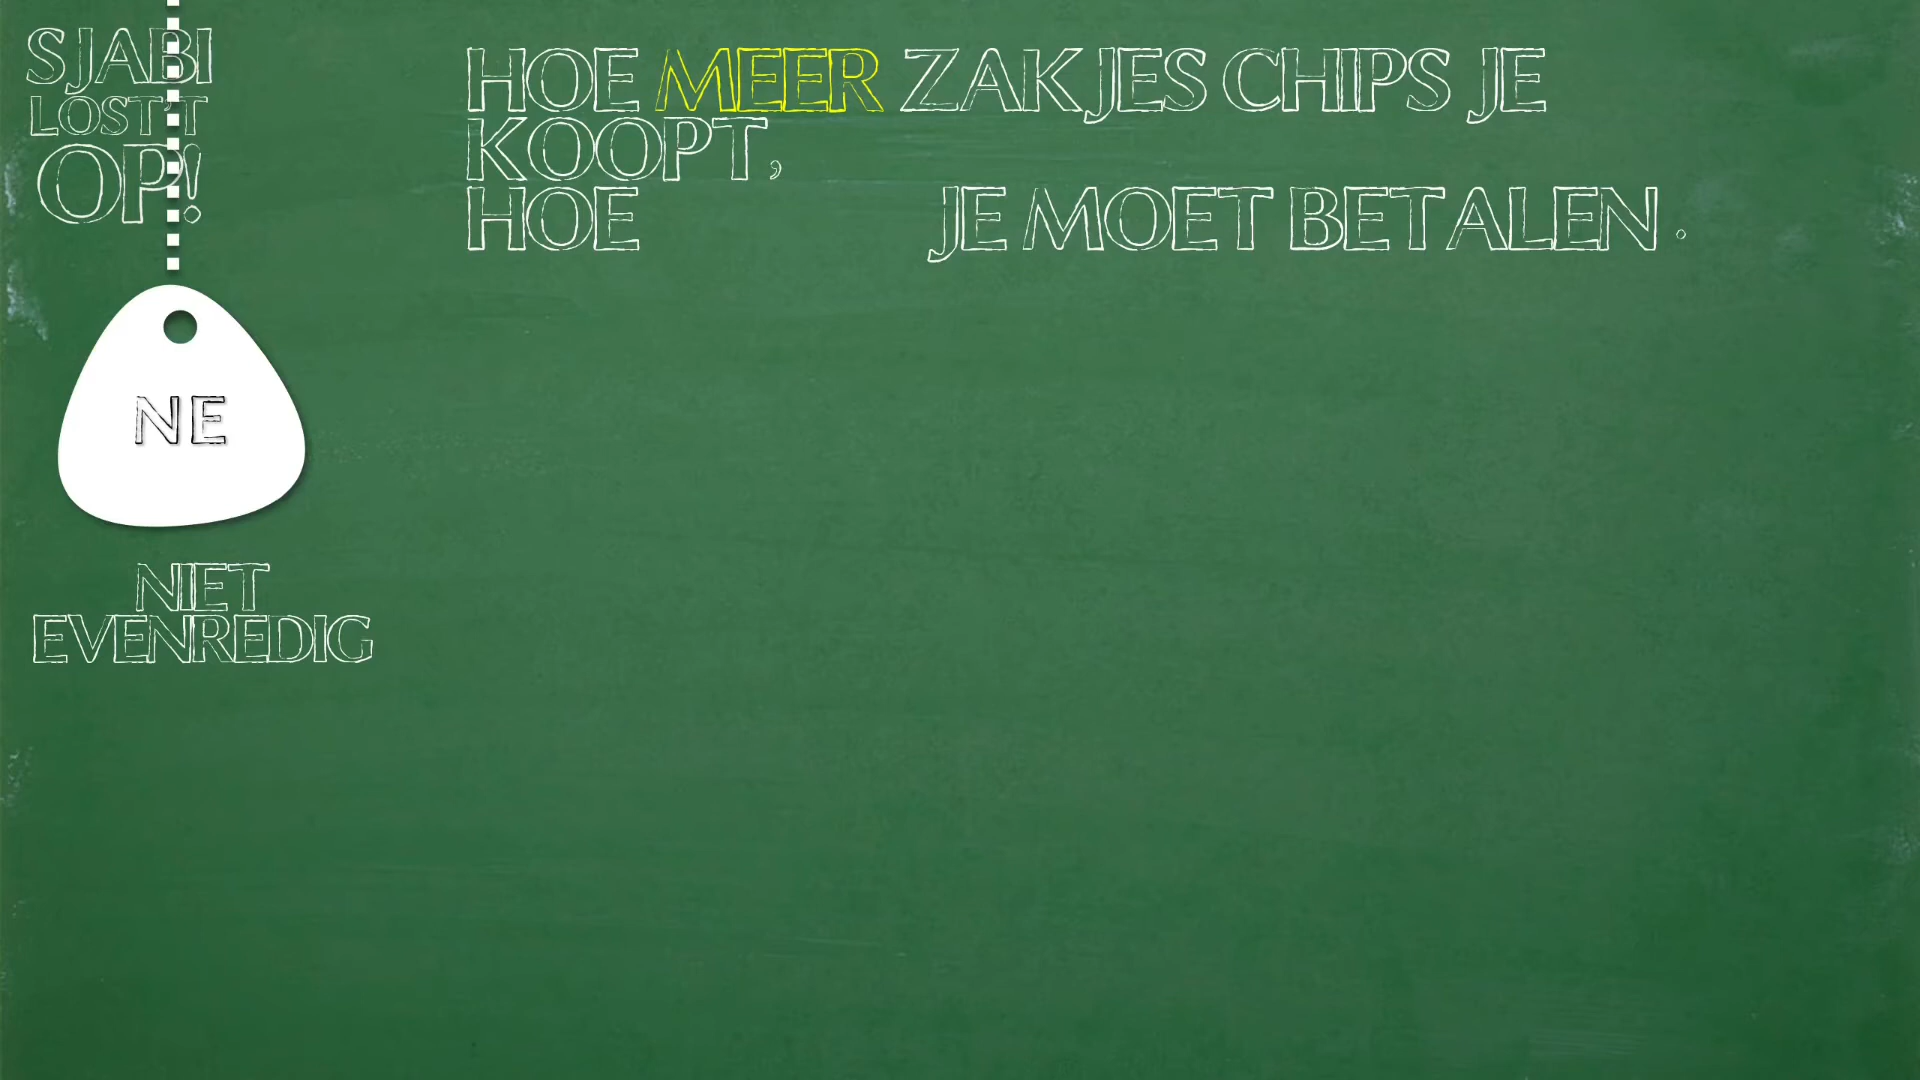 SJABI
LOST'T
OP!
HOE MEER ZAKJES CHIPS JE
KOOPT,
HOE JE MOET BETALEN.
NE
NIET
EVENREDIG